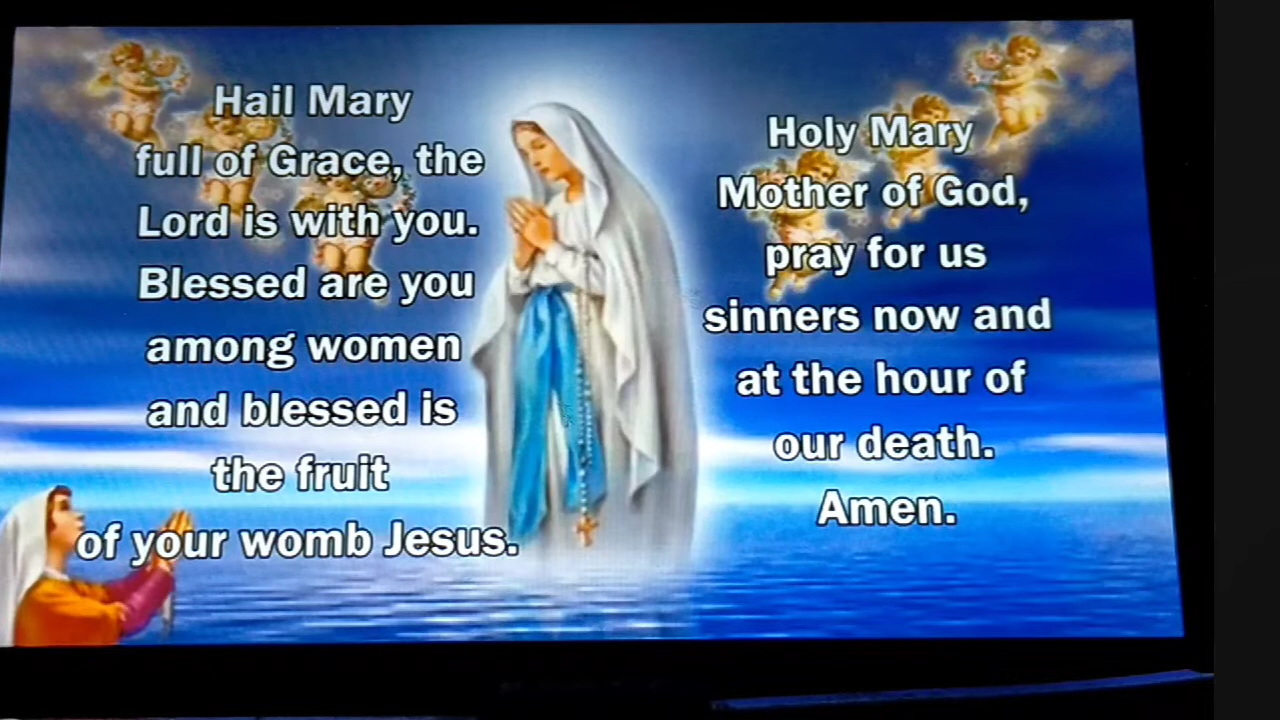 Hail Mary
full of Grace, the
Lord is with you.
Blessed are you
among women
and blessed is
the fruit
of your womb Jesus.
Holy Mary
Mother of God,
pray for us
sinners now and
at the hour of
our death.
Amen.